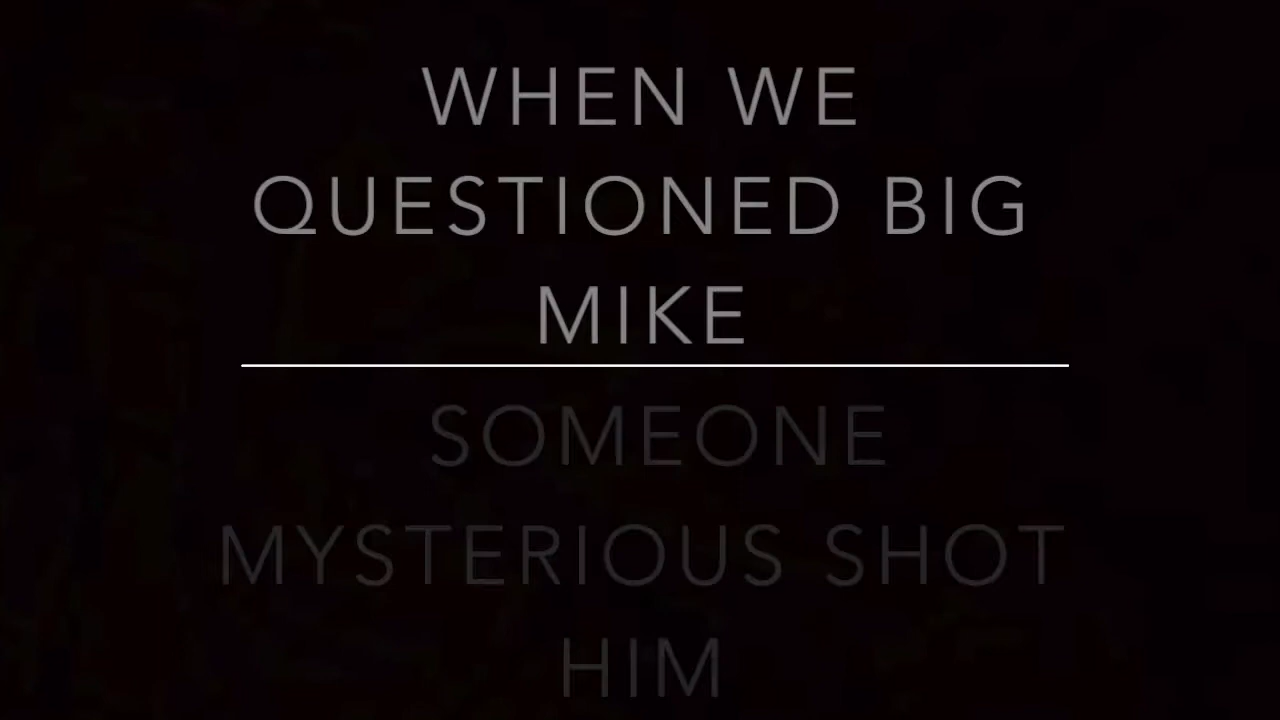 WHEN WE
QUESTIONED BIG
MIKE
SOMEONE
MYSTERIOUS SHOT
HIM